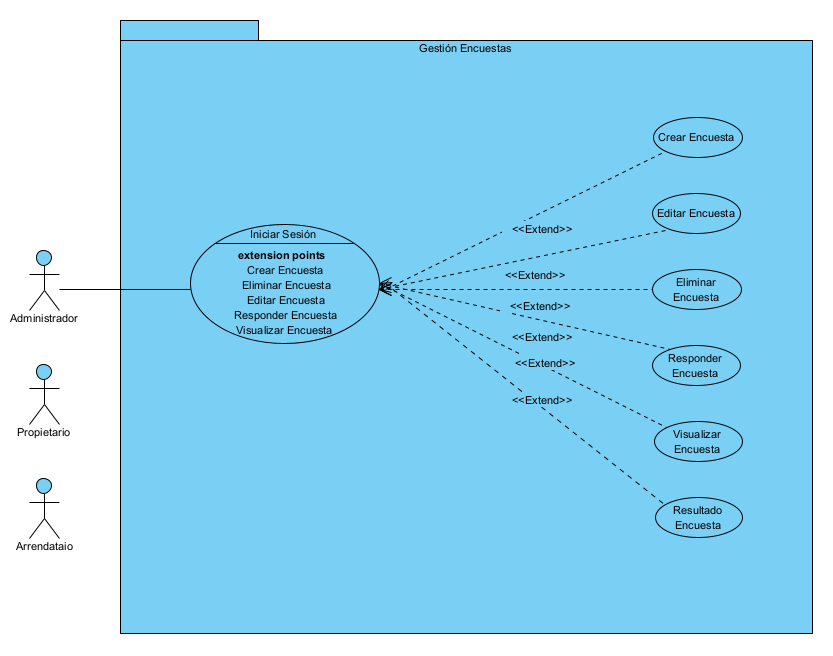 Gestión Encuestas
Crear Encuesta
Editar Encuesta
<<Extend>>
Iniciar Sesión
extension points
Crear Encuesta
Eliminar Encuesta
Editar Encuesta
Responder Encuesta
Visualizar Encuesta
<<Extend>>
Eliminar
Encuesta
<<Extend>>
Administrador
<<Extend>>
Responder
Encuesta
<<Extend>>
<<Extend>>
Propietario
Visualizar
Encuesta
Resultado
Encuesta
Arrendataio